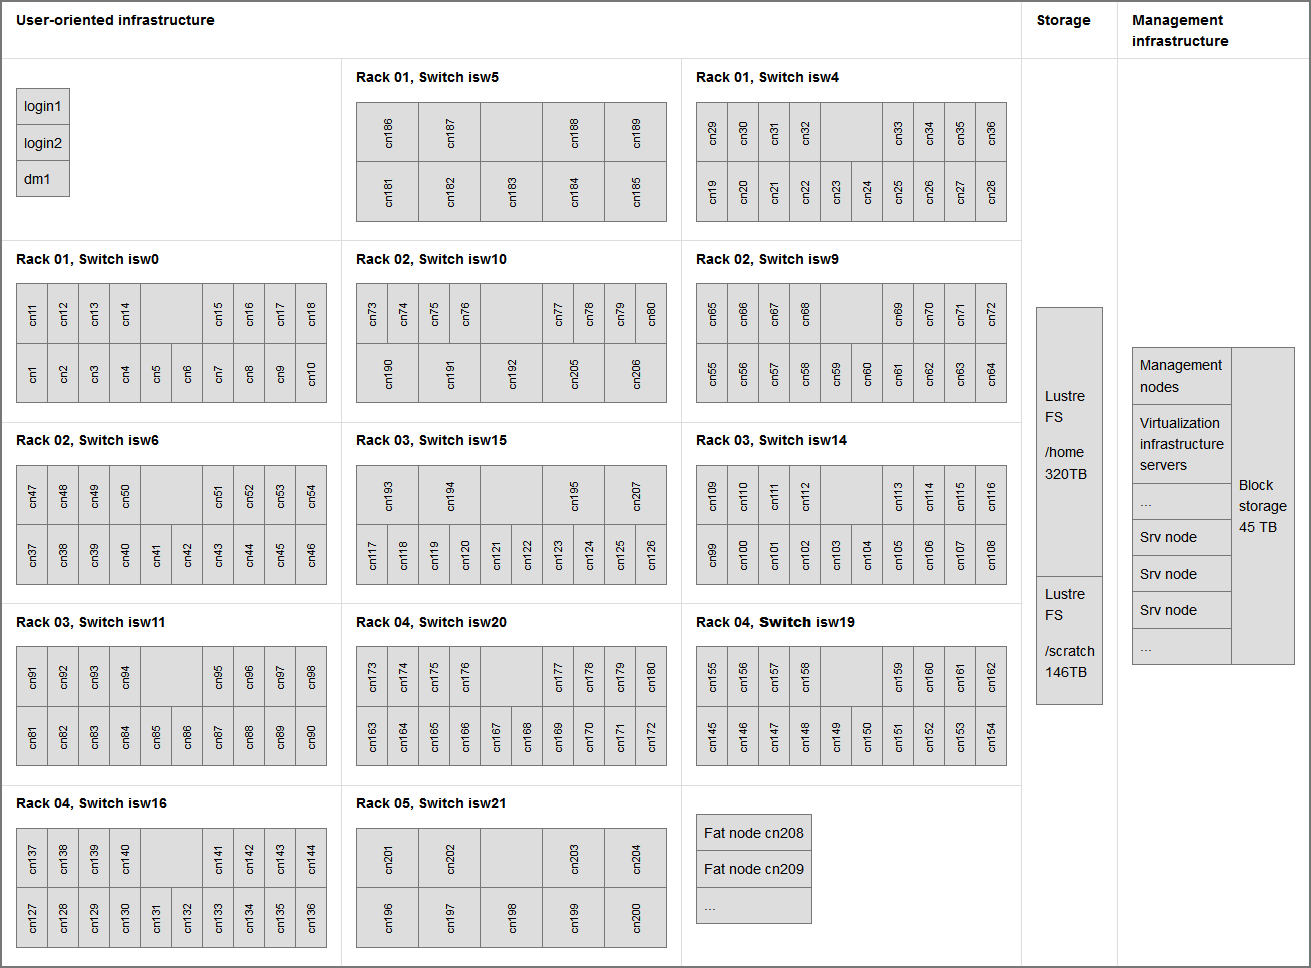 User-oriented infrastructure
Storage
Management
infrastructure
login1
login2
dm1
Rack 01, Switch isw5
cn186 cn187 cn188 cn189
cn181 cn182 cn183 cn184 cn185
Rack 01, Switch isw4
cn29 cn30 cn31 cn32 cn33 cn34 cn35 cn36
cn19 cn20 cn21 cn22 cn23 cn24 cn25 cn26 cn27 cn28
Rack 01, Switch isw0
cn11 cn12 cn13 cn14 cn15 cn16 cn17 cn18
cn1 cn2 cn3 cn4 cn5 cn6 cn7 cn8 cn9 cn10
Rack 02, Switch isw10
cn73 cn74 cn75 cn76 cn77 cn78 cn79 cn80
cn190 cn191 cn192 cn205 cn206
Rack 02, Switch isw9
cn65 cn66 cn67 cn68 cn69 cn70 cn71 cn72
cn55 cn56 cn57 cn58 cn59 cn60 cn61 cn62 cn63 cn64
Rack 02, Switch isw6
cn47 cn48 cn49 cn50 cn51 cn52 cn53 cn54
cn37 cn38 cn39 cn40 cn41 cn42 cn43 cn44 cn45 cn46
Rack 03, Switch isw15
cn193 cn194 cn195 cn207
cn117 cn118 cn119 cn120 cn121 cn122 cn123 cn124 cn125 cn126
Rack 03, Switch isw14
cn109 cn110 cn111 cn112 cn113 cn114 cn115 cn116
cn99 cn100 cn101 cn102 cn103 cn104 cn105 cn106 cn107 cn108
Rack 03, Switch isw11
cn91 cn92 cn93 cn94 cn95 cn96 cn97 cn98
cn81 cn82 cn83 cn84 cn85 cn86 cn87 cn88 cn89 cn90
Rack 04, Switch isw20
cn173 cn174 cn175 cn176 cn177 cn178 cn179 cn180
cn163 cn164 cn165 cn166 cn167 cn168 cn169 cn170 cn171 cn172
Rack 04, Switch isw19
cn155 cn156 cn157 cn158 cn159 cn160 cn161 cn162
cn145 cn146 cn147 cn148 cn149 cn150 cn151 cn152 cn153 cn154
Rack 04, Switch isw16
cn137 cn138 cn139 cn140 cn141 cn142 cn143 cn144
cn127 cn128 cn129 cn130 cn131 cn132 cn133 cn134 cn135 cn136
Rack 05, Switch isw21
cn201 cn202 cn203 cn204
cn196 cn197 cn198 cn199 cn200
Fat node cn208
Fat node cn209
...
Lustre
FS
/home
320TB
Lustre
FS
/scratch
146TB
Management
nodes
Virtualization
infrastructure
servers
...
Srv node
Srv node
Srv node
...
Block
storage
45 TB